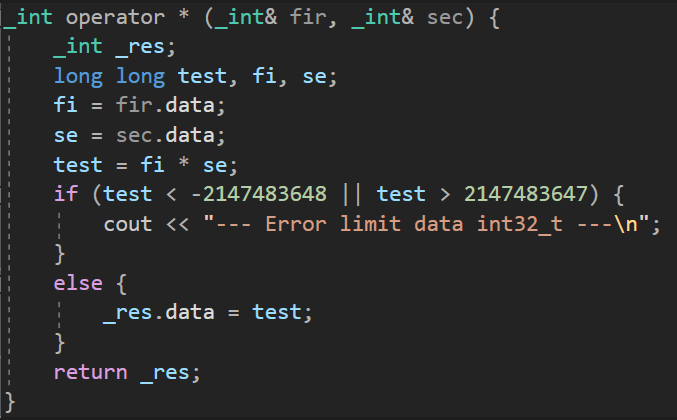 _int operator * (_int& fir, _int& sec) {
    _int _res;
    long long test, fi, se;
    fi = fir.data;
    se = sec.data;
    test = fi * se;
    if (test < -2147483648 || test > 2147483647) {
        cout << "--- Error limit data int32_t ---\n";
    }
    else {
        _res.data = test;
    }
    return _res;
}